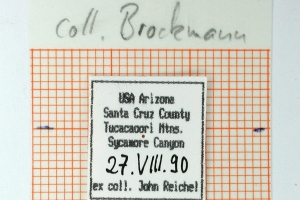 coll. Brockmann
USA Arizona
Santa Cruz County
Tucacaori Mtns.
Sycamore Canyon
27.VIII.90
ex coll. John Reichel